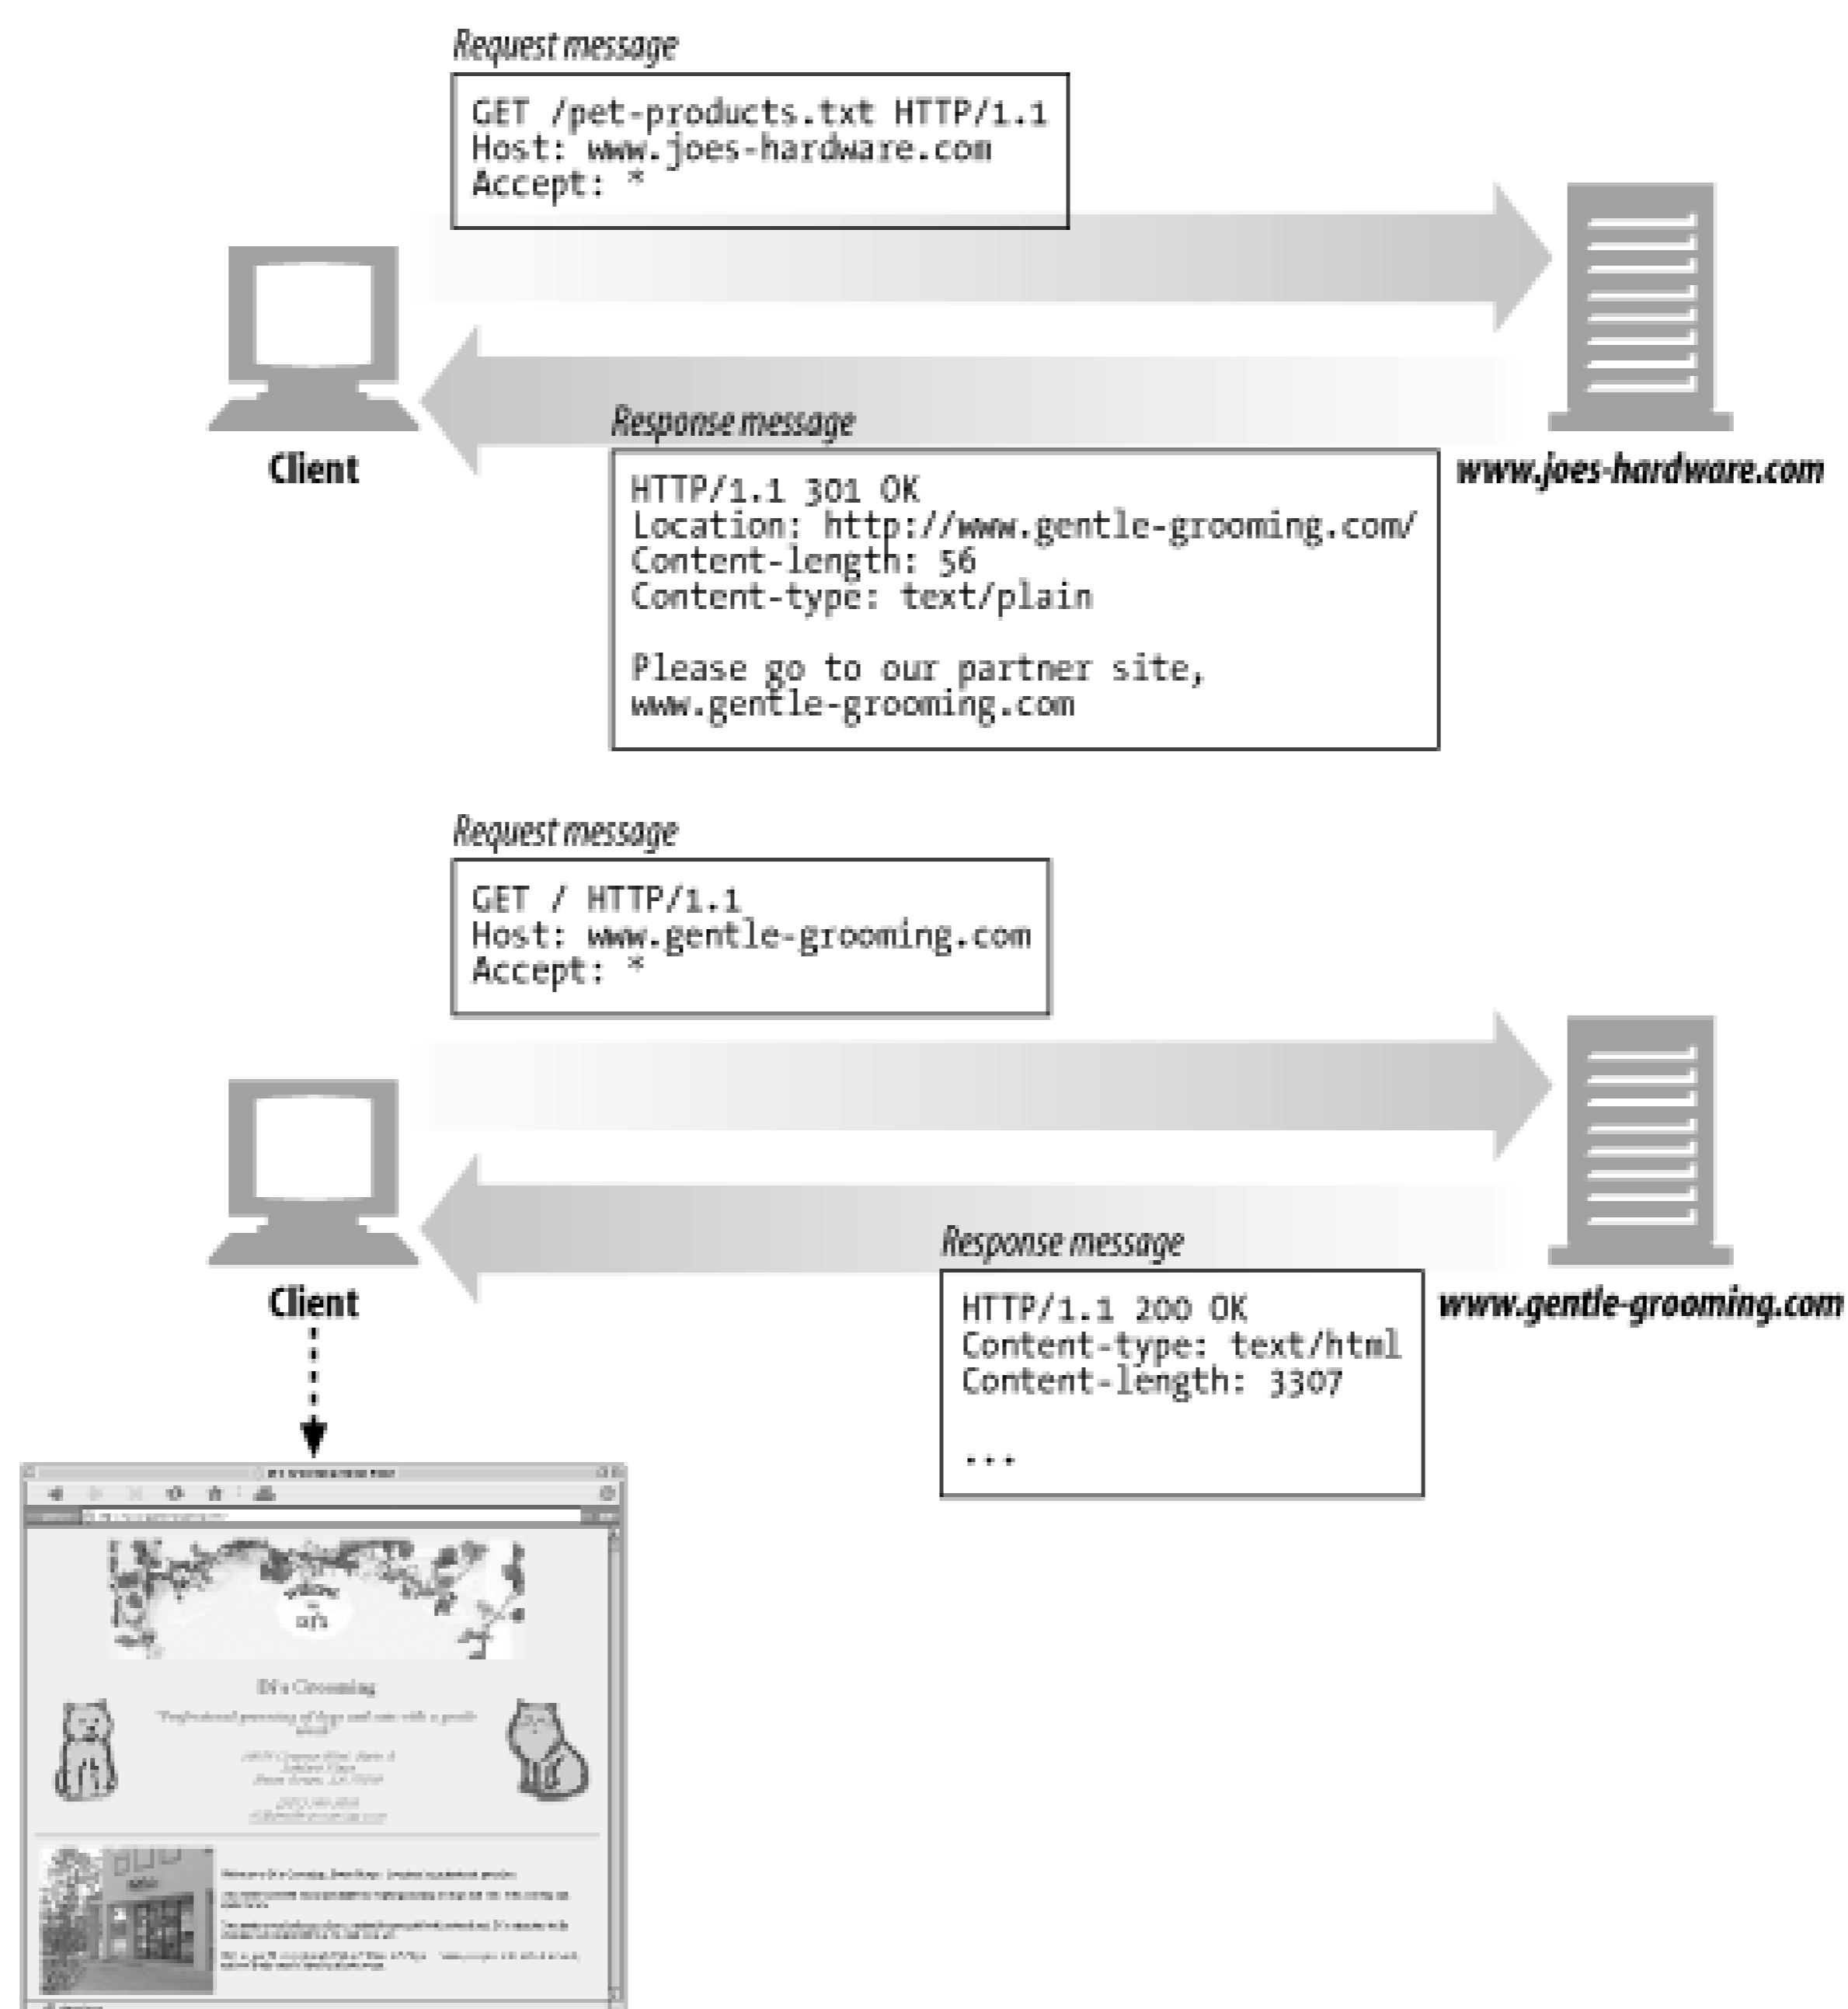 Request message
GET /pet-products.txt HTTP/1.1
Host: www.joes-hardware.com
Accept: *
Client
www.joes-hardware.com
Response message
HTTP/1.1 301 OK
Location: http://www.gentle-grooming.com/
Content-length: 56
Content-type: text/plain
Please go to our partner site,
www.gentle-grooming.com
Request message
GET / HTTP/1.1
Host: www.gentle-grooming.com
Accept: *
Client
www.gentle-grooming.com
Response message
HTTP/1.1 200 OK
Content-type: text/html
Content-length: 3307
...
Grooming